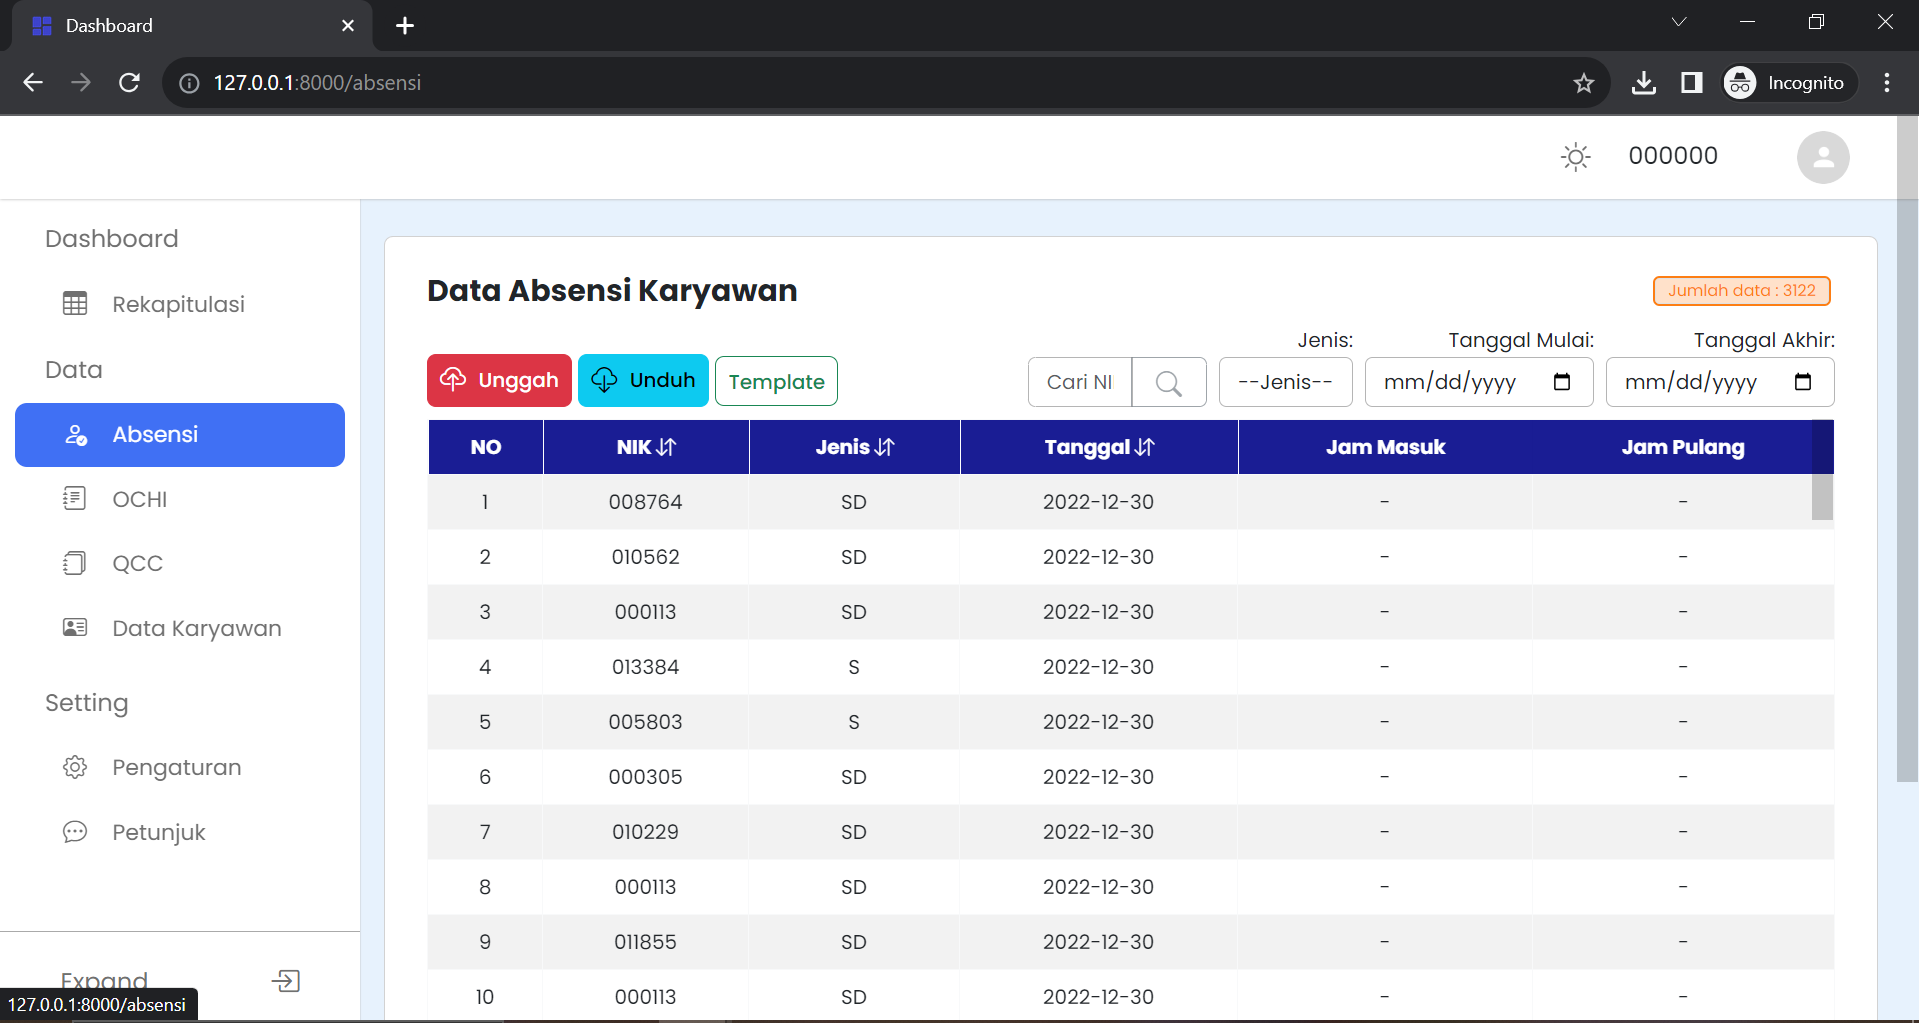 Dashboard
127.0.0.1:8000/absensi
Incognito
000000
Dashboard
Rekapitulasi
Data
Absensi
OCHI
QCC
Data Karyawan
Setting
Pengaturan
Petunjuk
Expand
127.0.0.1:8000/absensi
Data Absensi Karyawan
Jumlah data : 3122
Jenis: Tanggal Mulai: Tanggal Akhir:
Unggah Unduh Template Cari NI --Jenis-- mm/dd/yyyy mm/dd/yyyy
NO NIK Jenis Tanggal Jam Masuk Jam Pulang
1 008764 SD 2022-12-30 - -
2 010562 SD 2022-12-30 - -
3 000113 SD 2022-12-30 - -
4 013384 S 2022-12-30 - -
5 005803 S 2022-12-30 - -
6 000305 SD 2022-12-30 - -
7 010229 SD 2022-12-30 - -
8 000113 SD 2022-12-30 - -
9 011855 SD 2022-12-30 - -
10 000113 SD 2022-12-30 - -